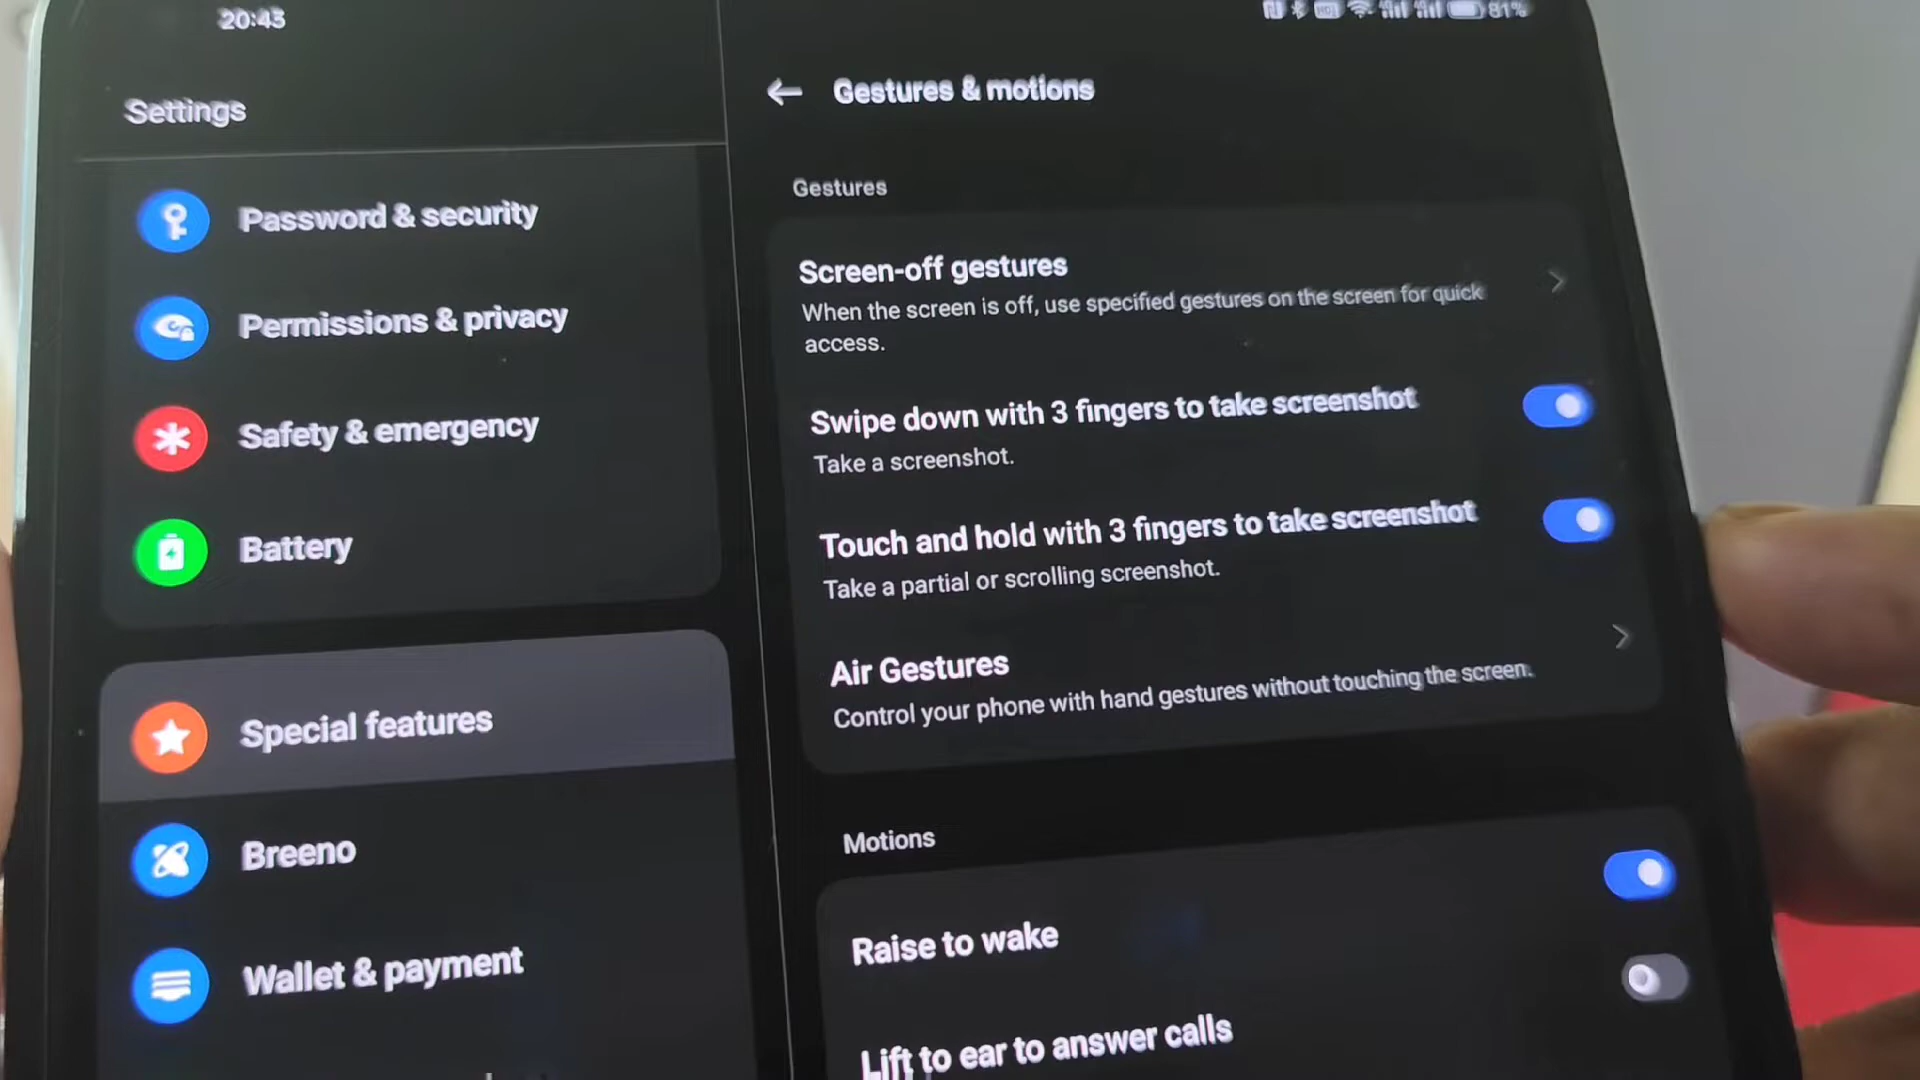 20:43
81%
Settings
Password & security
Permissions & privacy
Safety & emergency
Battery
Special features
Breeno
Wallet & payment
Gestures & motions
Gestures
Screen-off gestures
When the screen is off, use specified gestures on the screen for quick
access.
Swipe down with 3 fingers to take screenshot
Take a screenshot.
Touch and hold with 3 fingers to take screenshot
Take a partial or scrolling screenshot.
Air Gestures
Control your phone with hand gestures without touching the screen.
Motions
Raise to wake
Lift to ear to answer calls